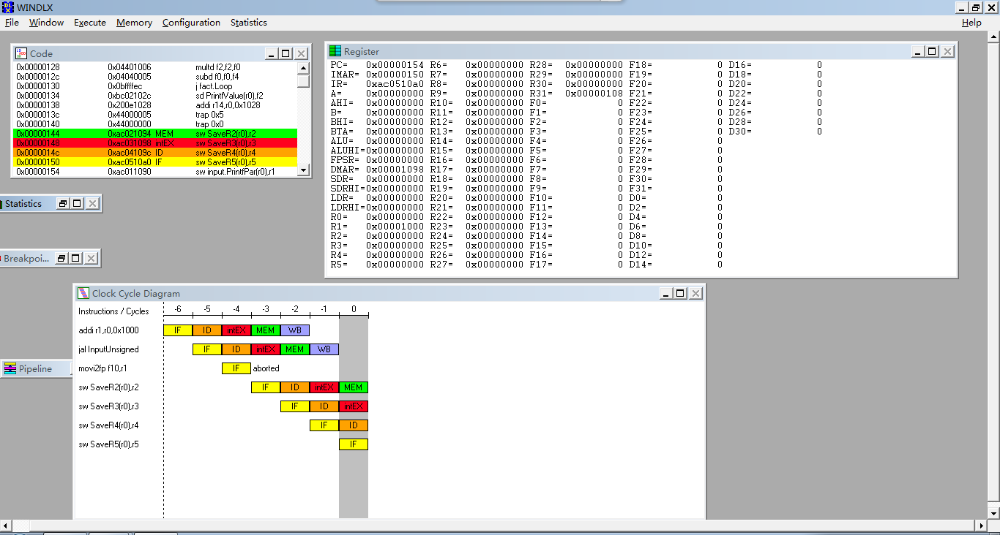 WINDLX
File Window Execute Memory Configuration Statistics Help
Code
0x00000128 0x04401006 multd f2,f2,f0
0x0000012c 0x04040005 subd f0,f0,f4
0x00000130 0x0bffffec j fact.Loop
0x00000134 0xbc02102c sd PrintfValue(r0),f2
0x00000138 0x200e1028 addi r14,r0,0x1028
0x0000013c 0x44000005 trap 0x5
0x00000140 0x44000000 trap 0x0
0x00000144 0xac021094 MEM sw SaveR2(r0),r2
0x00000148 0xac031098 intEX sw SaveR3(r0),r3
0x0000014c 0xac04109c ID sw SaveR4(r0),r4
0x00000150 0xac0510a0 IF sw SaveR5(r0),r5
0x00000154 0xac011090 sw input.PrintfPar(r0),r1
Register
PC= 0x00000154 R6= 0x00000000 R28= 0x00000000 F18= 0 D16= 0
IMAR= 0x00000150 R7= 0x00000000 R29= 0x00000000 F19= 0 D18= 0
IR= 0xac0510a0 R8= 0x00000000 R30= 0x00000000 F20= 0 D20= 0
A= 0x00000000 R9= 0x00000000 R31= 0x00000108 F21= 0 D22= 0
AHI= 0x00000000 R10= 0x00000000 F0= 0 F22= 0 D24= 0
B= 0x00000000 R11= 0x00000000 F1= 0 F23= 0 D26= 0
BHI= 0x00000000 R12= 0x00000000 F2= 0 F24= 0 D28= 0
BTA= 0x00000000 R13= 0x00000000 F3= 0 F25= 0 D30= 0
ALU= 0x00000000 R14= 0x00000000 F4= 0 F26= 0
ALUHI= 0x00000000 R15= 0x00000000 F5= 0 F27= 0
FPSR= 0x00000000 R16= 0x00000000 F6= 0 F28= 0
DMAR= 0x00001098 R17= 0x00000000 F7= 0 F29= 0
SDR= 0x00000000 R18= 0x00000000 F8= 0 F30= 0
SDRHI= 0x00000000 R19= 0x00000000 F9= 0 F31= 0
LDR= 0x00000000 R20= 0x00000000 F10= 0 D0= 0
LDRHI= 0x00000000 R21= 0x00000000 F11= 0 D2= 0
R0= 0x00000000 R22= 0x00000000 F12= 0 D4= 0
R1= 0x00001000 R23= 0x00000000 F13= 0 D6= 0
R2= 0x00000000 R24= 0x00000000 F14= 0 D8= 0
R3= 0x00000000 R25= 0x00000000 F15= 0 D10= 0
R4= 0x00000000 R26= 0x00000000 F16= 0 D12= 0
R5= 0x00000000 R27= 0x00000000 F17= 0 D14= 0
Statistics
Breakpoi...
Pipeline
Clock Cycle Diagram
Instructions / Cycles -6 -5 -4 -3 -2 -1 0
addi r1,r0,0x1000 IF ID intEX MEM WB
jal InputUnsigned IF ID intEX MEM WB
movi2fp f10,r1 IF aborted
sw SaveR2(r0),r2 IF ID intEX MEM
sw SaveR3(r0),r3 IF ID intEX
sw SaveR4(r0),r4 IF ID
sw SaveR5(r0),r5 IF